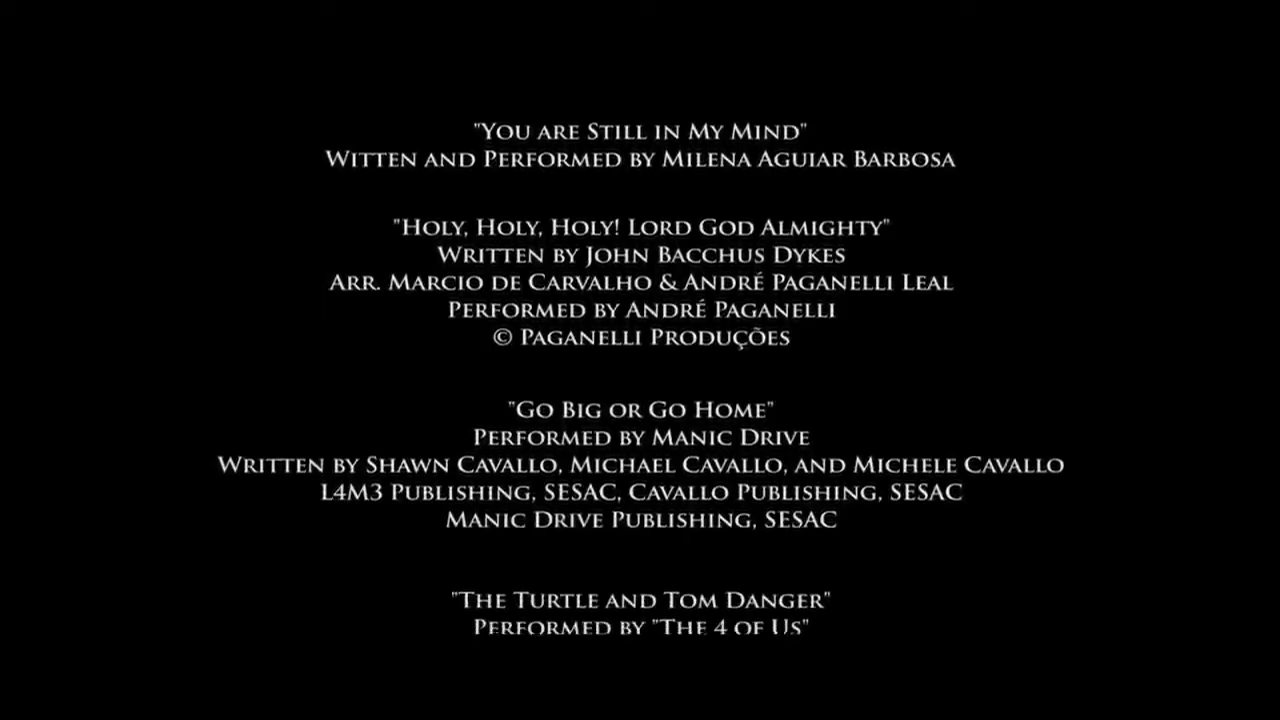 "You are Still in My Mind"
Witten and Performed by Milena Aguiar Barbosa
"Holy, Holy, Holy! Lord God Almighty"
Written by John Bacchus Dykes
Arr. Marcio de Carvalho & André Paganelli Leal
Performed by André Paganelli
© Paganelli Produções
"Go Big or Go Home"
Performed by Manic Drive
Written by Shawn Cavallo, Michael Cavallo, and Michele Cavallo
L4M3 Publishing, SESAC, Cavallo Publishing, SESAC
Manic Drive Publishing, SESAC
"The Turtle and Tom Danger"
Performed by "The 4 of Us"